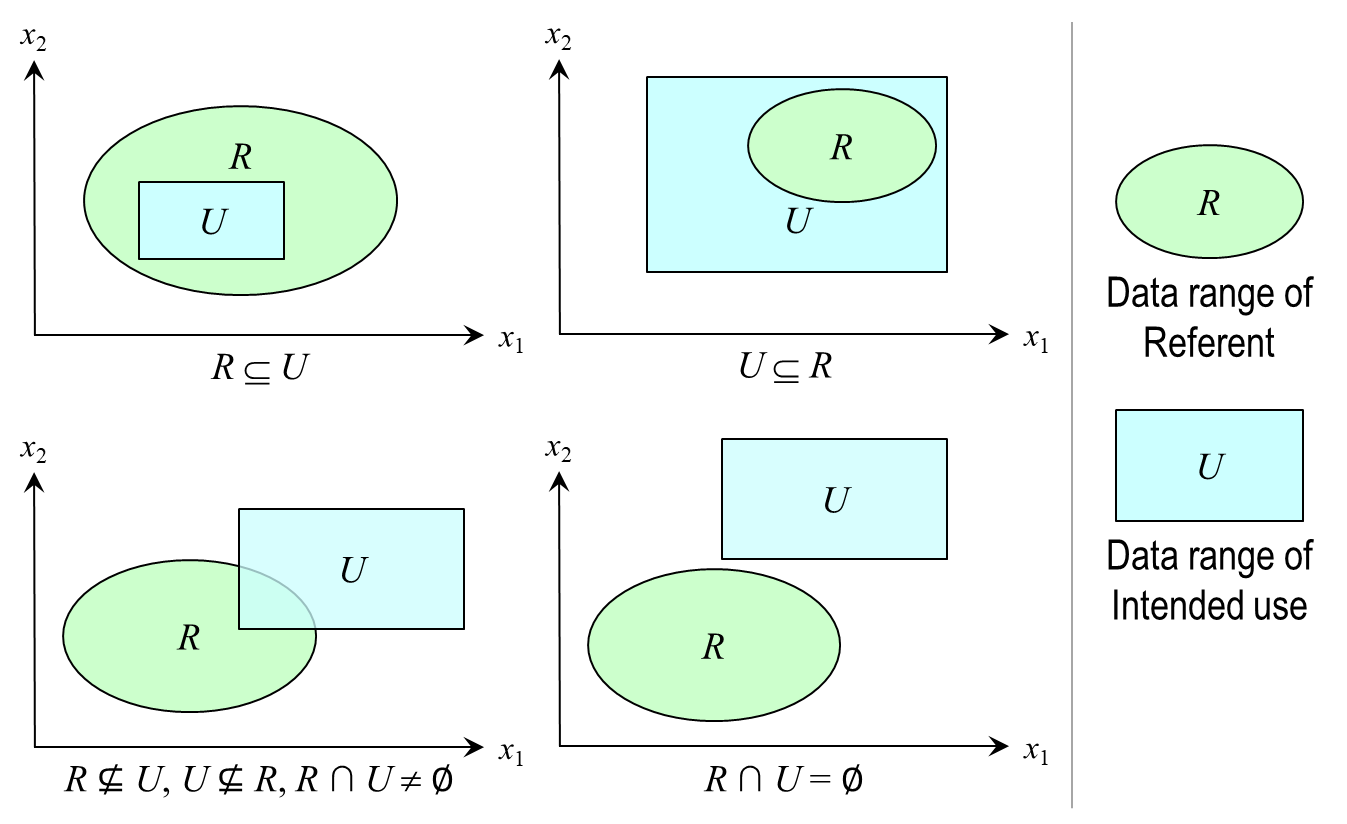 x₂
R
U
x₁
R ⊆ U
x₂
R
U
x₁
U ⊆ R
x₂
U
R
x₁
R ⊈ U, U ⊈ R, R ∩ U ≠ ∅
x₂
U
R
x₁
R ∩ U = ∅
R
Data range of
Referent
U
Data range of
Intended use